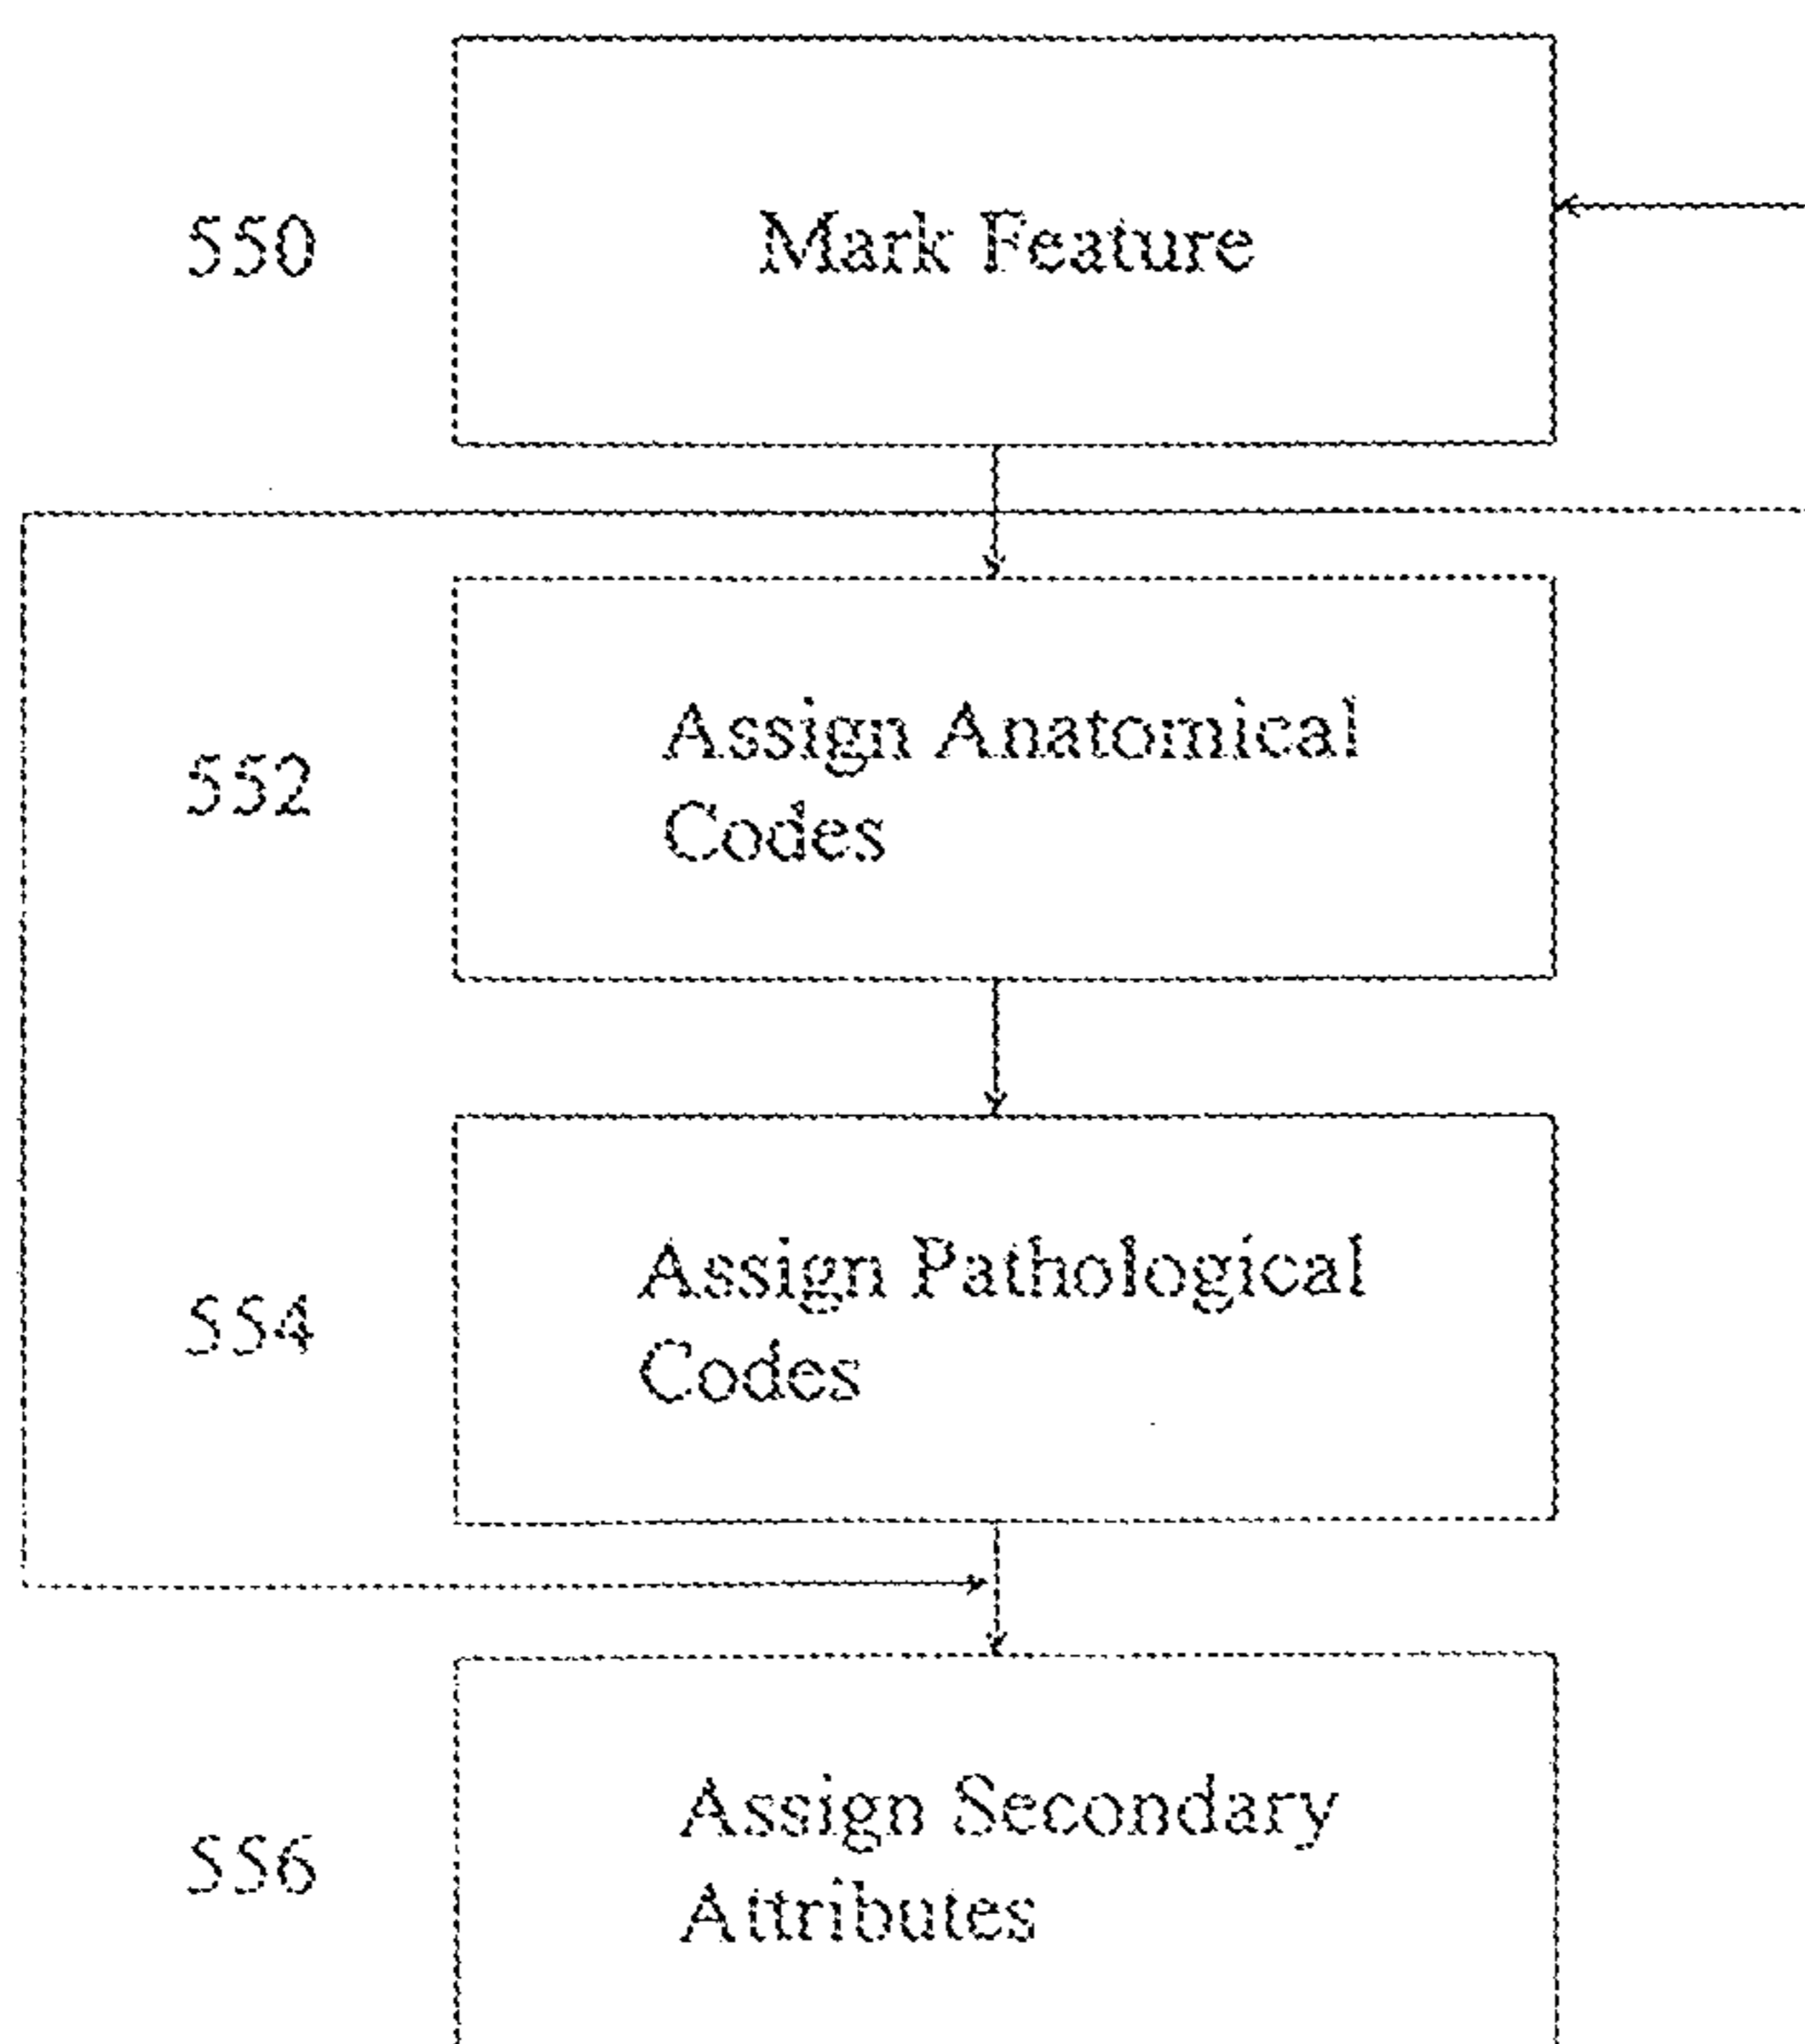 550
Mark Feature
552
Assign Anatomical
Codes
554
Assign Pathological
Codes
556
Assign Secondary
Attributes